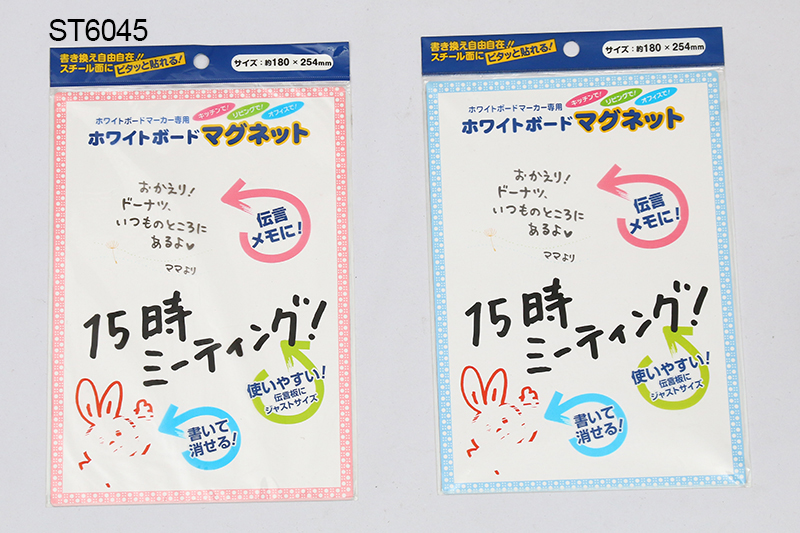 ST6045
書き換え自由自在!!
スチール面にピタッと貼れる!
サイズ：約180×254mm
キッチンで! リビングで! オフィスで!
ホワイトボードマーカー専用
ホワイトボードマグネット
おかえり!
ドーナツ、
いつものところに
あるよ♥
ママより
伝言
メモに!
15時
ミーティング!
使いやすい!
伝言板に
ジャストサイズ
書いて
消せる!
書き換え自由自在!!
スチール面にピタッと貼れる!
サイズ：約180×254mm
キッチンで! リビングで! オフィスで!
ホワイトボードマーカー専用
ホワイトボードマグネット
おかえり!
ドーナツ、
いつものところに
あるよ♥
ママより
伝言
メモに!
15時
ミーティング!
使いやすい!
伝言板に
ジャストサイズ
書いて
消せる!